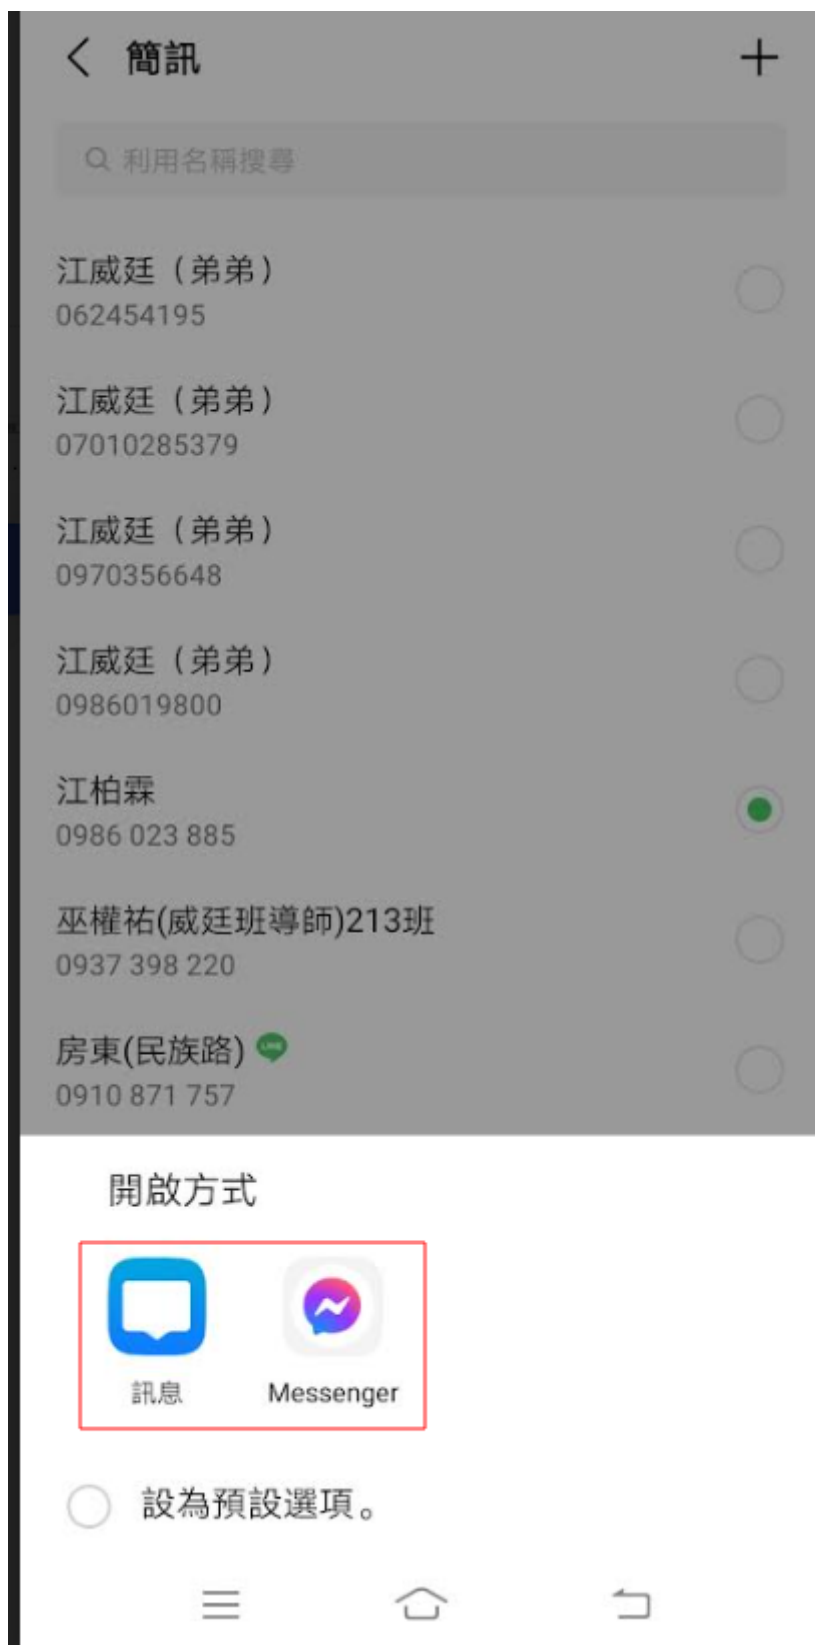 簡訊
利用名稱搜尋
江威廷（弟弟）
062454195
江威廷（弟弟）
07010285379
江威廷（弟弟）
0970356648
江威廷（弟弟）
0986019800
江柏霖
0986 023 885
巫權祐(威廷班導師)213班
0937 398 220
房東(民族路) LINE
0910 871 757
開啟方式
訊息 Messenger
設為預設選項。